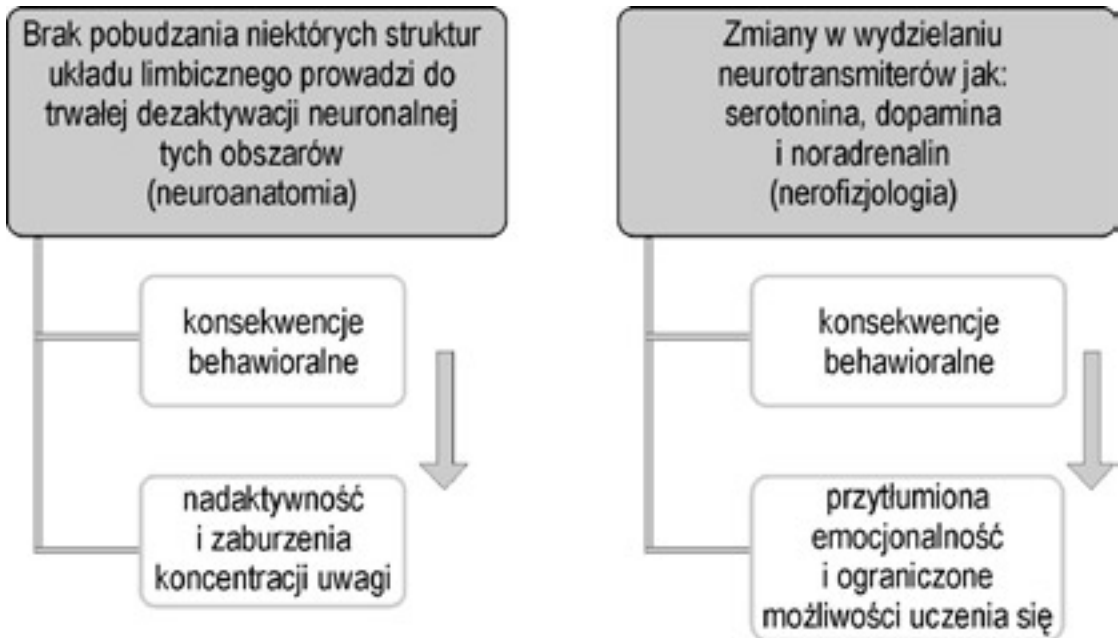 Brak pobudzania niektórych struktur
układu limbicznego prowadzi do
trwałej dezaktywacji neuronalnej
tych obszarów
(neuroanatomia)
konsekwencje
behawioralne
nadaktywność
i zaburzenia
koncentracji uwagi
Zmiany w wydzielaniu
neurotransmiterów jak:
serotonina, dopamina
i noradrenalin
(nerofizjologia)
konsekwencje
behawioralne
przytłumiona
emocjonalność
i ograniczone
możliwości uczenia się